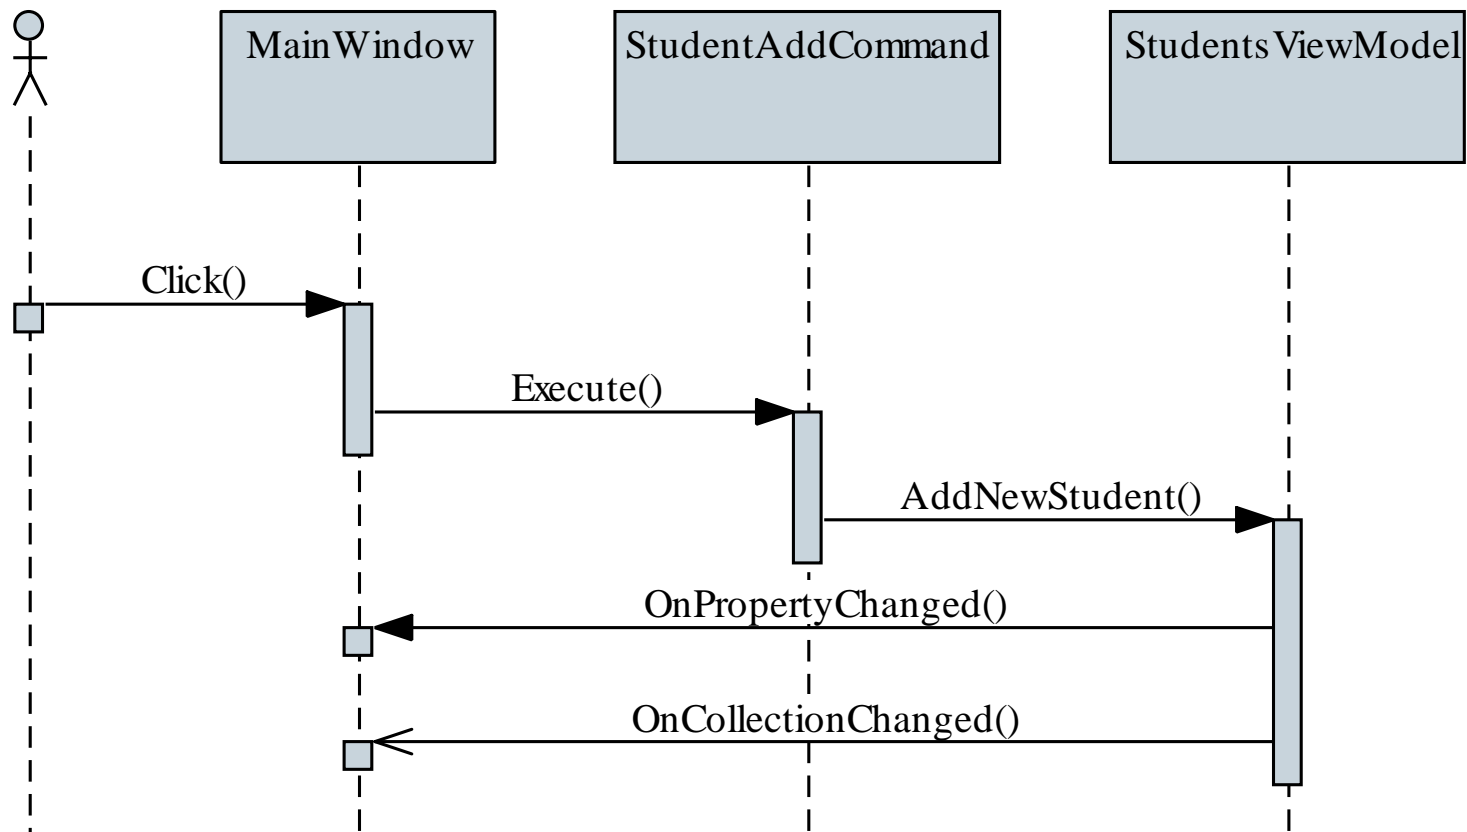 MainWindow
StudentAddCommand
StudentsViewModel
Click()
Execute()
AddNewStudent()
OnPropertyChanged()
OnCollectionChanged()